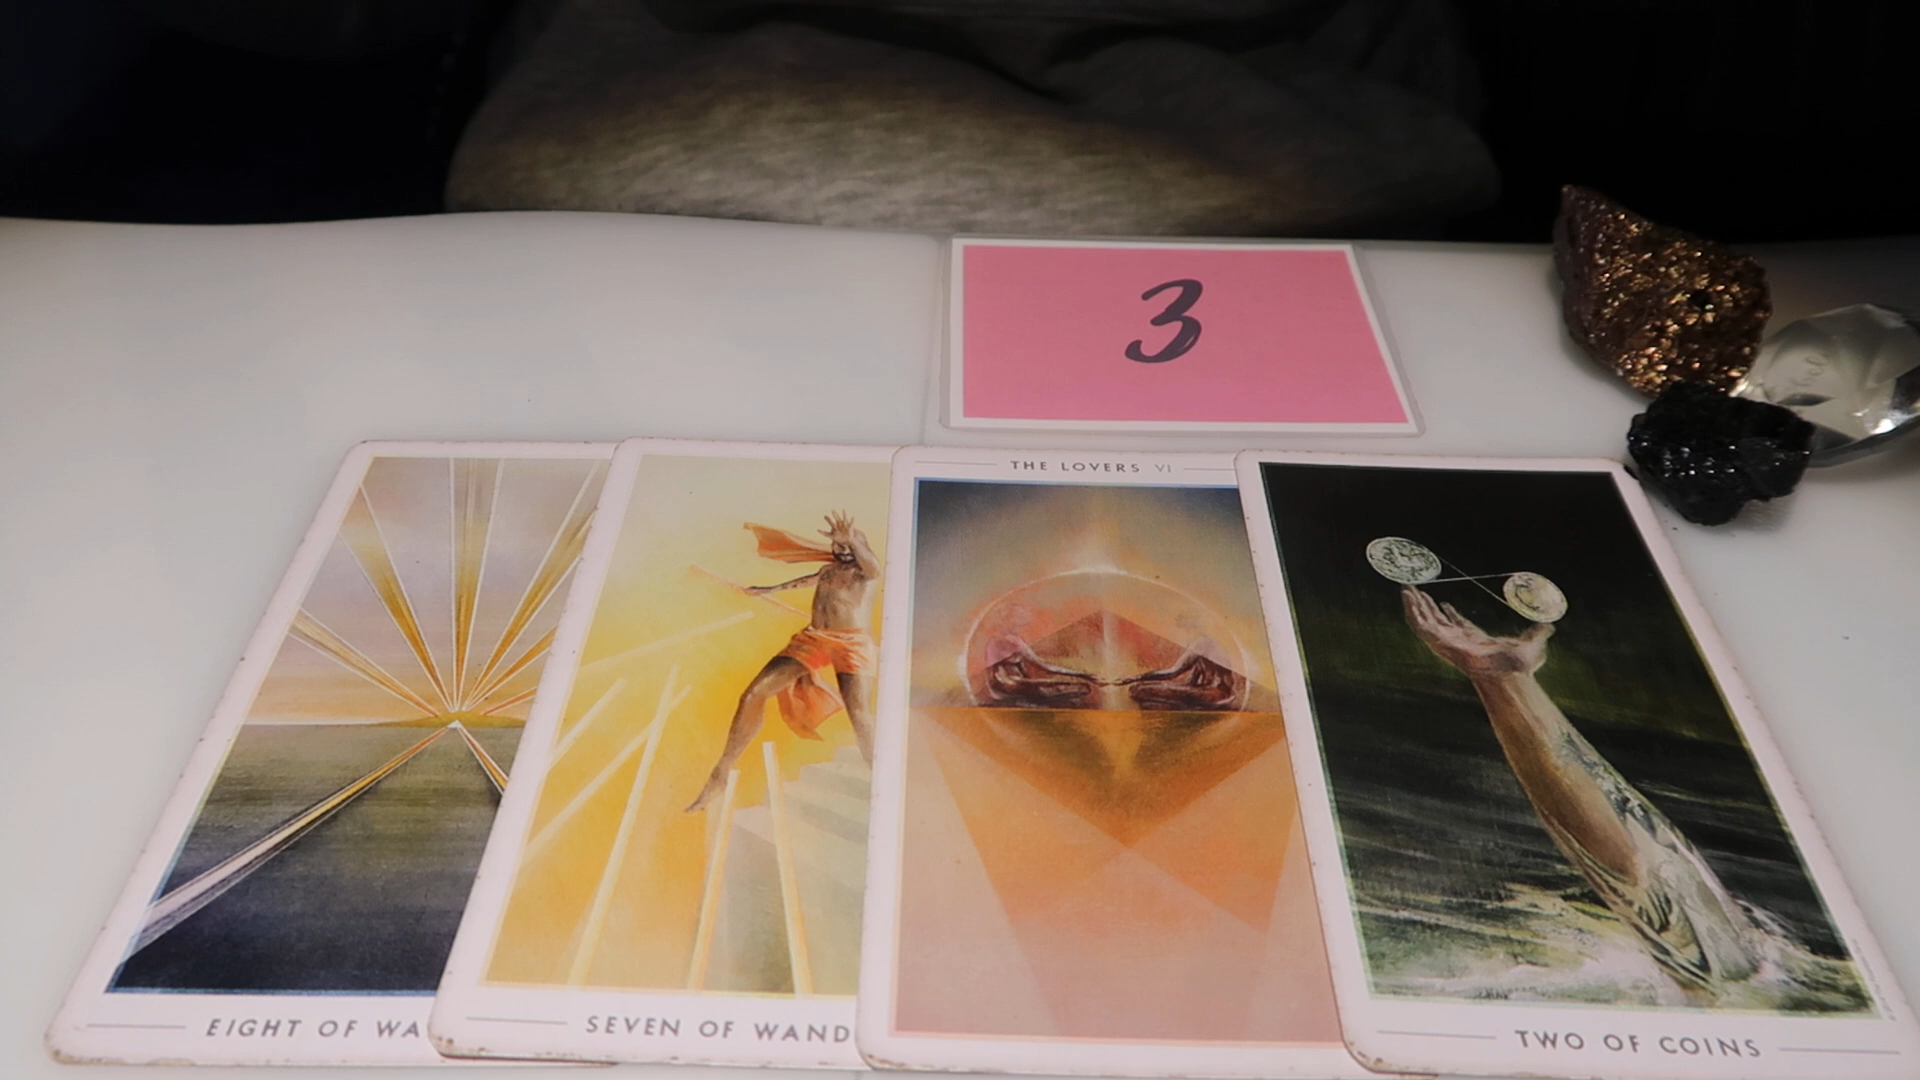 3
THE LOVERS VI
EIGHT OF WA
SEVEN OF WAND
TWO OF COINS